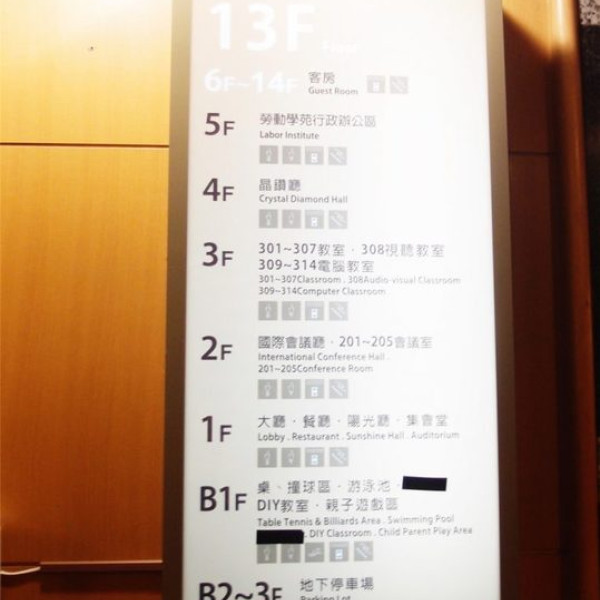 13F
6F~14F 客房
Guest Room
5F 勞動學苑行政辦公區
Labor Institute
4F 晶鑽廳
Crystal Diamond Hall
3F 301~307教室．308視聽教室
309~314電腦教室
301~307Classroom . 308Audio-visual Classroom
309~314Computer Classroom
2F 國際會議廳．201~205會議室
International Conference Hall .
201~205Conference Room
1F 大廳．餐廳．陽光廳．集會堂
Lobby . Restaurant . Sunshine Hall . Auditorium
B1F 桌、撞球區．游泳池．
DIY教室．親子遊戲區
Table Tennis & Billiards Area . Swimming Pool
. DIY Classroom . Child Parent Play Area
B2~3F 地下停車場
Parking Lot